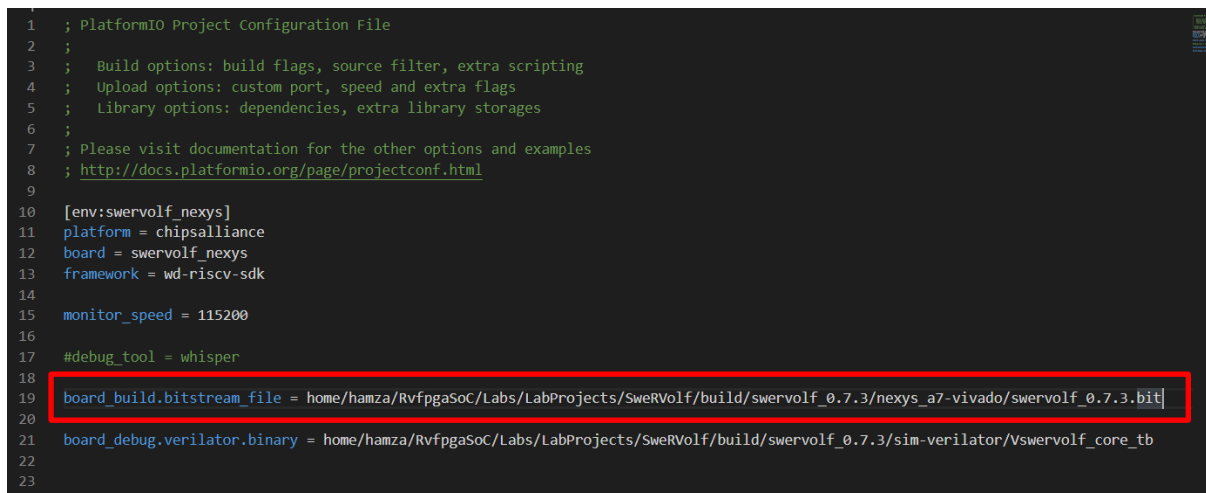 1 ; PlatformIO Project Configuration File
2 ;
3 ;   Build options: build flags, source filter, extra scripting
4 ;   Upload options: custom port, speed and extra flags
5 ;   Library options: dependencies, extra library storages
6 ;
7 ; Please visit documentation for the other options and examples
8 ; http://docs.platformio.org/page/projectconf.html
9
10 [env:swervolf_nexys]
11 platform = chipsalliance
12 board = swervolf_nexys
13 framework = wd-riscv-sdk
14
15 monitor_speed = 115200
16
17 #debug_tool = whisper
18
19 board_build.bitstream_file = home/hamza/RvfpgaSoC/Labs/LabProjects/SweRVolf/build/swervolf_0.7.3/nexys_a7-vivado/swervolf_0.7.3.bit
20
21 board_debug.verilator.binary = home/hamza/RvfpgaSoC/Labs/LabProjects/SweRVolf/build/swervolf_0.7.3/sim-verilator/Vswervolf_core_tb
22
23